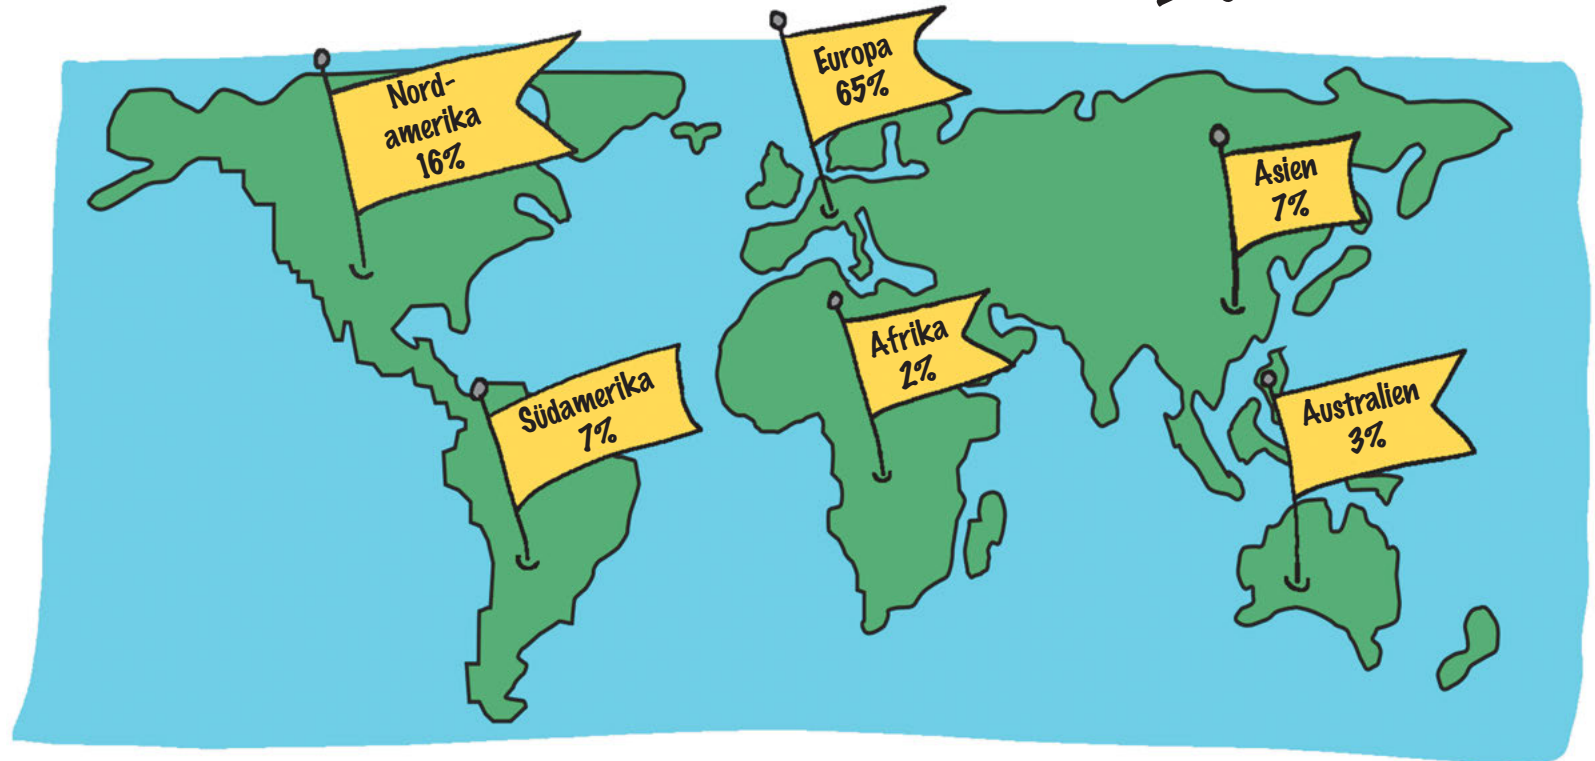 Nord-
amerika
16%
Europa
65%
Asien
7%
Südamerika
7%
Afrika
2%
Australien
3%